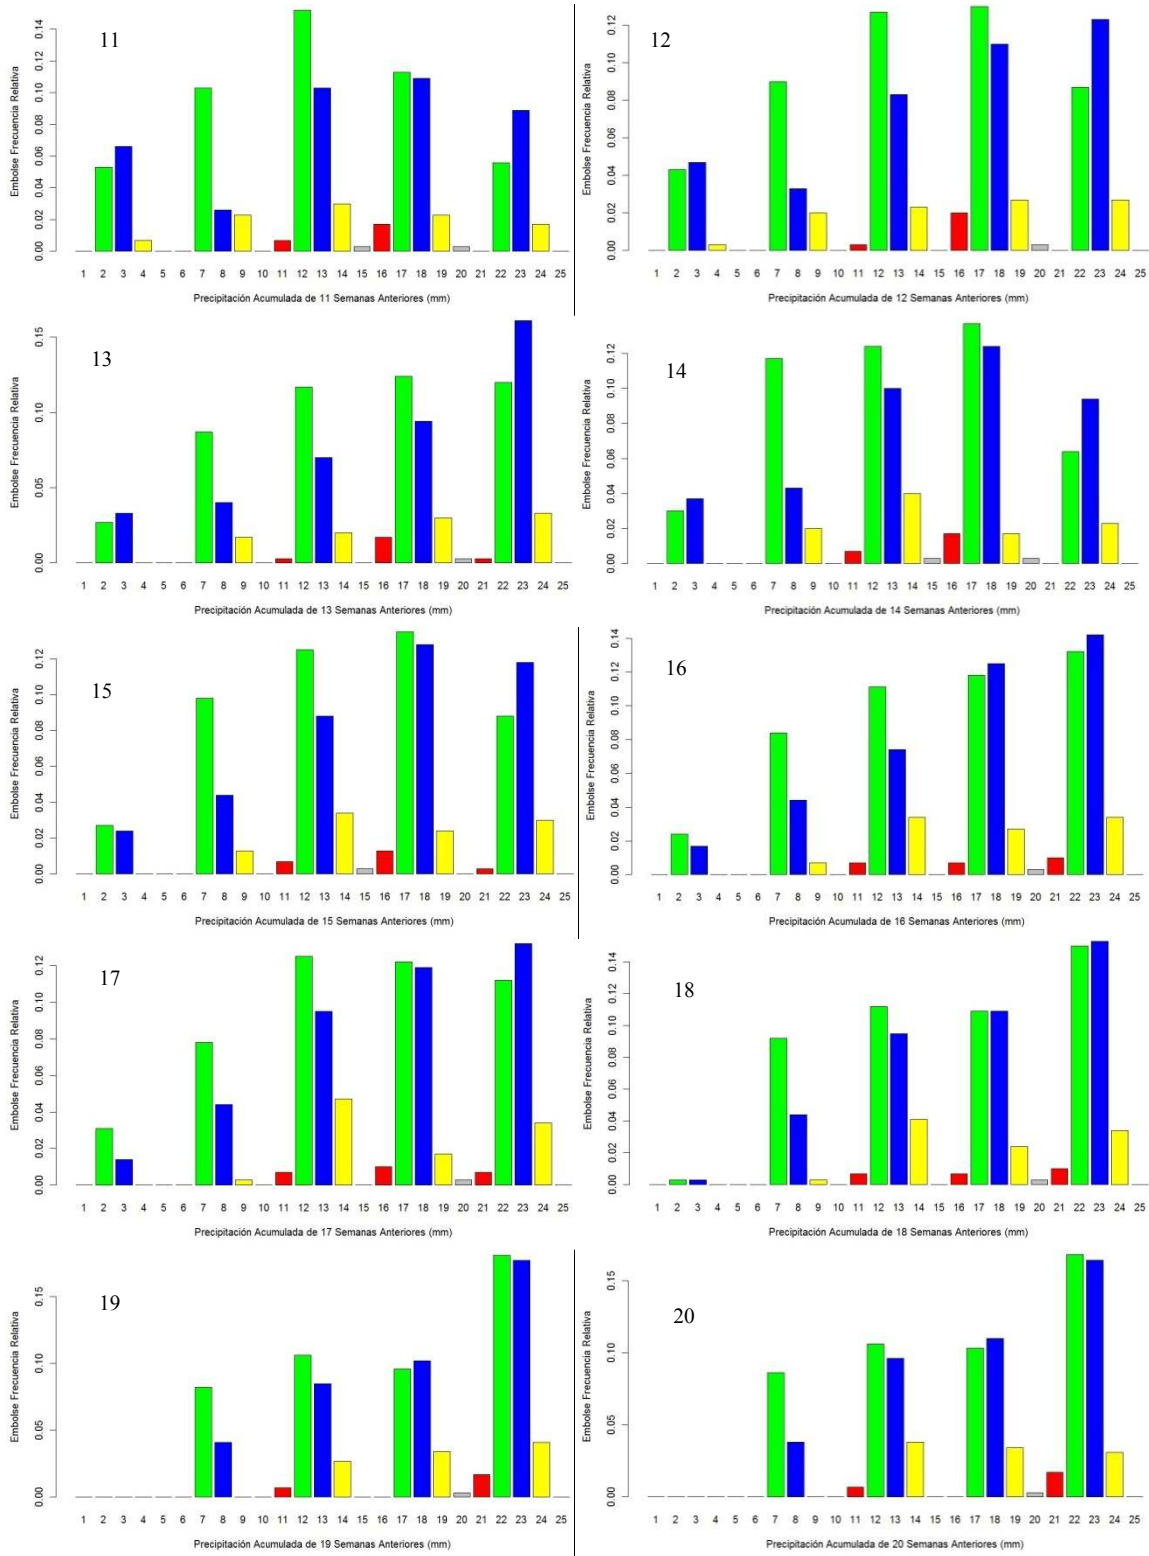 11
Embolse Frecuencia Relativa
0.00 0.02 0.04 0.06 0.08 0.10 0.12 0.14
1 2 3 4 5 6 7 8 9 10 11 12 13 14 15 16 17 18 19 20 21 22 23 24 25
Precipitación Acumulada de 11 Semanas Anteriores (mm)
12
Embolse Frecuencia Relativa
0.00 0.02 0.04 0.06 0.08 0.10 0.12
1 2 3 4 5 6 7 8 9 10 11 12 13 14 15 16 17 18 19 20 21 22 23 24 25
Precipitación Acumulada de 12 Semanas Anteriores (mm)
13
Embolse Frecuencia Relativa
0.00 0.05 0.10 0.15
1 2 3 4 5 6 7 8 9 10 11 12 13 14 15 16 17 18 19 20 21 22 23 24 25
Precipitación Acumulada de 13 Semanas Anteriores (mm)
14
Embolse Frecuencia Relativa
0.00 0.02 0.04 0.06 0.08 0.10 0.12
1 2 3 4 5 6 7 8 9 10 11 12 13 14 15 16 17 18 19 20 21 22 23 24 25
Precipitación Acumulada de 14 Semanas Anteriores (mm)
15
Embolse Frecuencia Relativa
0.00 0.02 0.04 0.06 0.08 0.10 0.12
1 2 3 4 5 6 7 8 9 10 11 12 13 14 15 16 17 18 19 20 21 22 23 24 25
Precipitación Acumulada de 15 Semanas Anteriores (mm)
16
Embolse Frecuencia Relativa
0.00 0.02 0.04 0.06 0.08 0.10 0.12 0.14
1 2 3 4 5 6 7 8 9 10 11 12 13 14 15 16 17 18 19 20 21 22 23 24 25
Precipitación Acumulada de 16 Semanas Anteriores (mm)
17
Embolse Frecuencia Relativa
0.00 0.02 0.04 0.06 0.08 0.10 0.12
1 2 3 4 5 6 7 8 9 10 11 12 13 14 15 16 17 18 19 20 21 22 23 24 25
Precipitación Acumulada de 17 Semanas Anteriores (mm)
18
Embolse Frecuencia Relativa
0.00 0.02 0.04 0.06 0.08 0.10 0.12 0.14
1 2 3 4 5 6 7 8 9 10 11 12 13 14 15 16 17 18 19 20 21 22 23 24 25
Precipitación Acumulada de 18 Semanas Anteriores (mm)
19
Embolse Frecuencia Relativa
0.00 0.05 0.10 0.15
1 2 3 4 5 6 7 8 9 10 11 12 13 14 15 16 17 18 19 20 21 22 23 24 25
Precipitación Acumulada de 19 Semanas Anteriores (mm)
20
Embolse Frecuencia Relativa
0.00 0.05 0.10 0.15
1 2 3 4 5 6 7 8 9 10 11 12 13 14 15 16 17 18 19 20 21 22 23 24 25
Precipitación Acumulada de 20 Semanas Anteriores (mm)